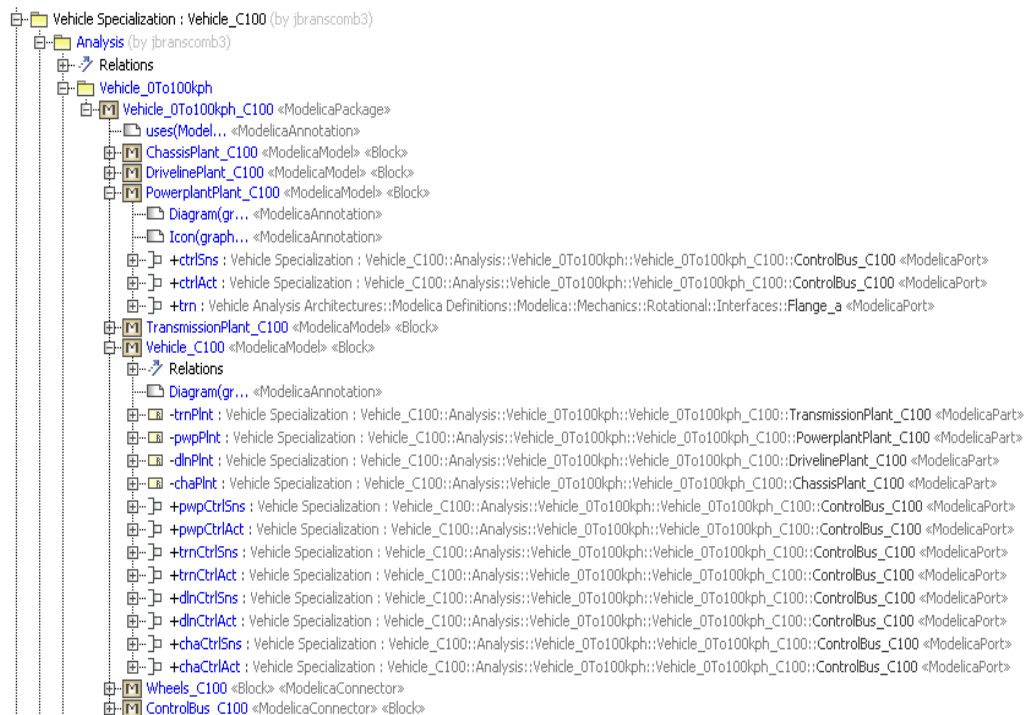 Vehicle Specialization : Vehicle_C100 (by jbranscomb3)
Analysis (by jbranscomb3)
Relations
Vehicle_0To100kph
Vehicle_0To100kph_C100 «ModelicaPackage»
uses(Model... «ModelicaAnnotation»
ChassisPlant_C100 «ModelicaModel» «Block»
DrivelinePlant_C100 «ModelicaModel» «Block»
PowerplantPlant_C100 «ModelicaModel» «Block»
Diagram(gr... «ModelicaAnnotation»
Icon(graph... «ModelicaAnnotation»
+ctrlSns : Vehicle Specialization : Vehicle_C100::Analysis::Vehicle_0To100kph::Vehicle_0To100kph_C100::ControlBus_C100 «ModelicaPort»
+ctrlAct : Vehicle Specialization : Vehicle_C100::Analysis::Vehicle_0To100kph::Vehicle_0To100kph_C100::ControlBus_C100 «ModelicaPort»
+trn : Vehicle Analysis Architectures::Modelica Definitions::Modelica::Mechanics::Rotational::Interfaces::Flange_a «ModelicaPort»
TransmissionPlant_C100 «ModelicaModel» «Block»
Vehicle_C100 «ModelicaModel» «Block»
Relations
Diagram(gr... «ModelicaAnnotation»
-trnPlnt : Vehicle Specialization : Vehicle_C100::Analysis::Vehicle_0To100kph::Vehicle_0To100kph_C100::TransmissionPlant_C100 «ModelicaPart»
-pwpPlnt : Vehicle Specialization : Vehicle_C100::Analysis::Vehicle_0To100kph::Vehicle_0To100kph_C100::PowerplantPlant_C100 «ModelicaPart»
-dlnPlnt : Vehicle Specialization : Vehicle_C100::Analysis::Vehicle_0To100kph::Vehicle_0To100kph_C100::DrivelinePlant_C100 «ModelicaPart»
-chaPlnt : Vehicle Specialization : Vehicle_C100::Analysis::Vehicle_0To100kph::Vehicle_0To100kph_C100::ChassisPlant_C100 «ModelicaPart»
+pwpCtrlSns : Vehicle Specialization : Vehicle_C100::Analysis::Vehicle_0To100kph::Vehicle_0To100kph_C100::ControlBus_C100 «ModelicaPort»
+pwpCtrlAct : Vehicle Specialization : Vehicle_C100::Analysis::Vehicle_0To100kph::Vehicle_0To100kph_C100::ControlBus_C100 «ModelicaPort»
+trnCtrlSns : Vehicle Specialization : Vehicle_C100::Analysis::Vehicle_0To100kph::Vehicle_0To100kph_C100::ControlBus_C100 «ModelicaPort»
+trnCtrlAct : Vehicle Specialization : Vehicle_C100::Analysis::Vehicle_0To100kph::Vehicle_0To100kph_C100::ControlBus_C100 «ModelicaPort»
+dlnCtrlSns : Vehicle Specialization : Vehicle_C100::Analysis::Vehicle_0To100kph::Vehicle_0To100kph_C100::ControlBus_C100 «ModelicaPort»
+dlnCtrlAct : Vehicle Specialization : Vehicle_C100::Analysis::Vehicle_0To100kph::Vehicle_0To100kph_C100::ControlBus_C100 «ModelicaPort»
+chaCtrlSns : Vehicle Specialization : Vehicle_C100::Analysis::Vehicle_0To100kph::Vehicle_0To100kph_C100::ControlBus_C100 «ModelicaPort»
+chaCtrlAct : Vehicle Specialization : Vehicle_C100::Analysis::Vehicle_0To100kph::Vehicle_0To100kph_C100::ControlBus_C100 «ModelicaPort»
Wheels_C100 «Block» «ModelicaConnector»
ControlBus_C100 «ModelicaConnector» «Block»